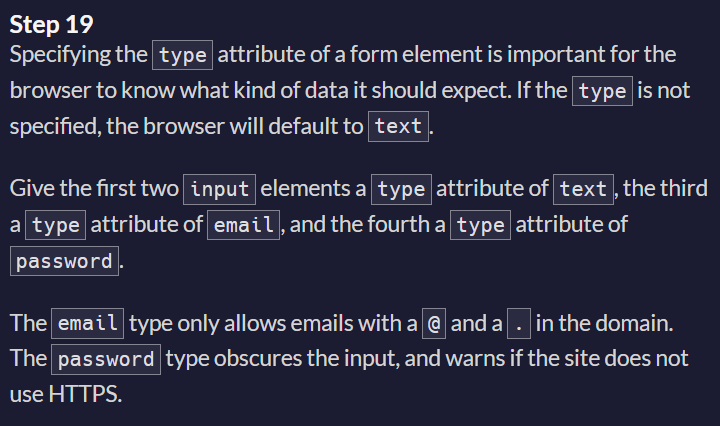 Step 19
Specifying the type attribute of a form element is important for the
browser to know what kind of data it should expect. If the type is not
specified, the browser will default to text.
Give the first two input elements a type attribute of text, the third
a type attribute of email, and the fourth a type attribute of
password.
The email type only allows emails with a @ and a . in the domain.
The password type obscures the input, and warns if the site does not
use HTTPS.